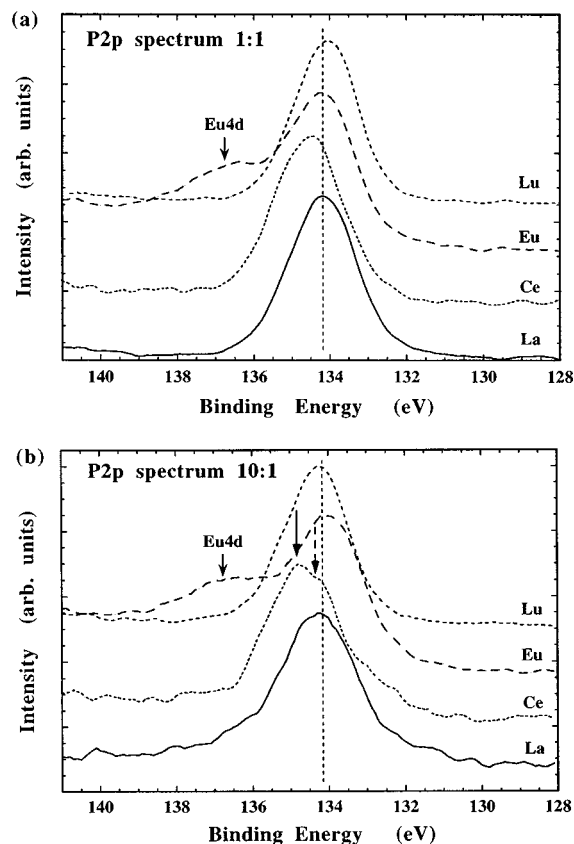 (a)
P2p spectrum 1:1
Eu4d
Lu
Eu
Ce
La
Intensity (arb. units)
140 138 136 134 132 130 128
Binding Energy (eV)
(b)
P2p spectrum 10:1
Eu4d
Lu
Eu
Ce
La
Intensity (arb. units)
140 138 136 134 132 130 128
Binding Energy (eV)